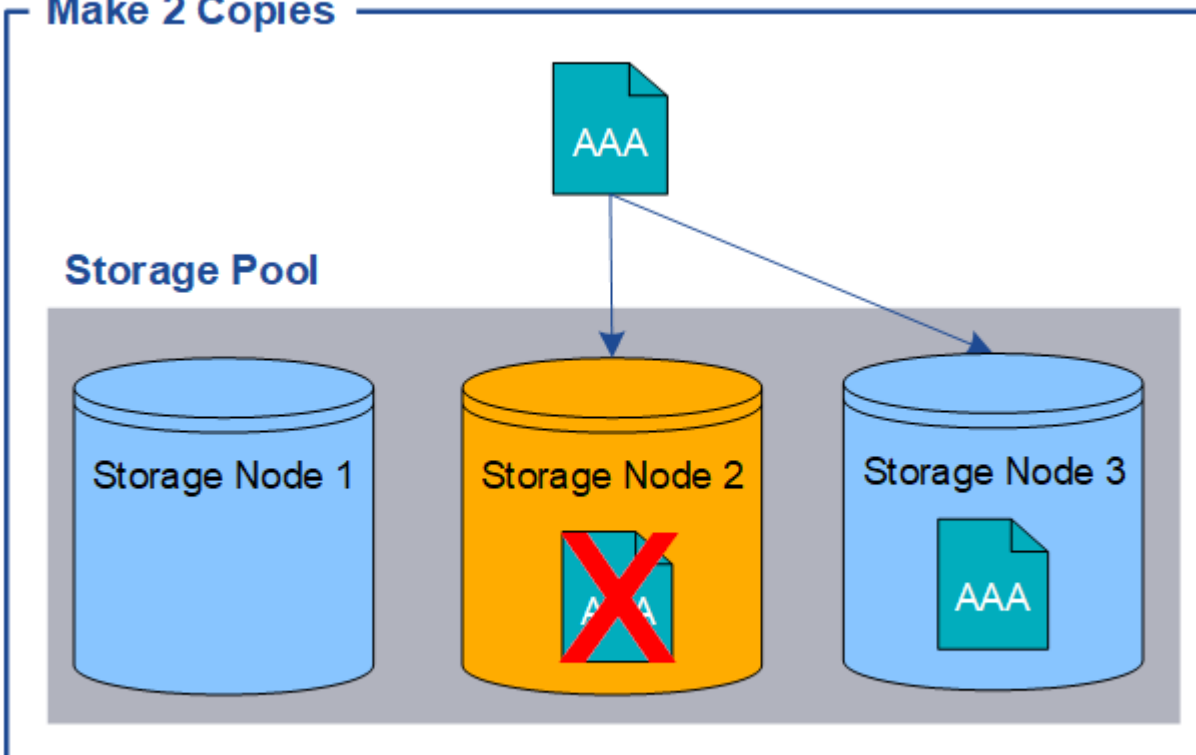 Make 2 Copies
AAA
Storage Pool
Storage Node 1
Storage Node 2
Storage Node 3
AAA